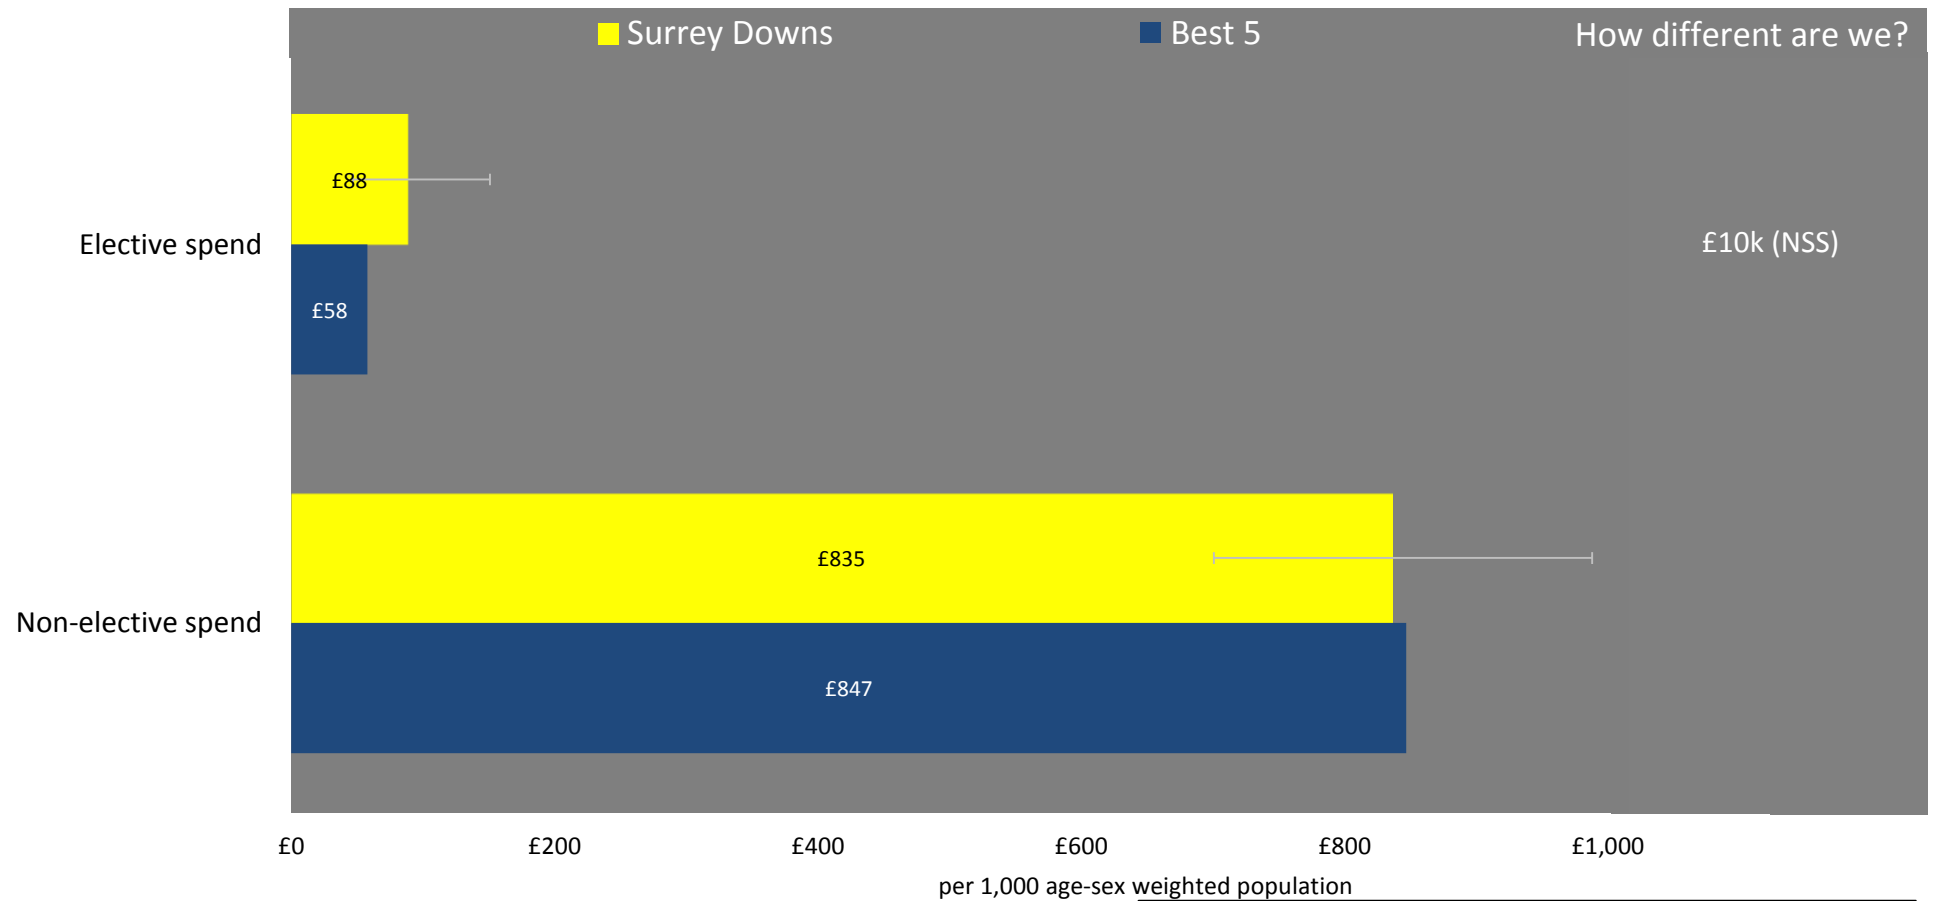 Surrey Downs
Best 5
How different are we?
£88
Elective spend
£10k (NSS)
£58
£835
Non-elective spend
£847
£0 £200 £400 £600 £800 £1,000
per 1,000 age-sex weighted population